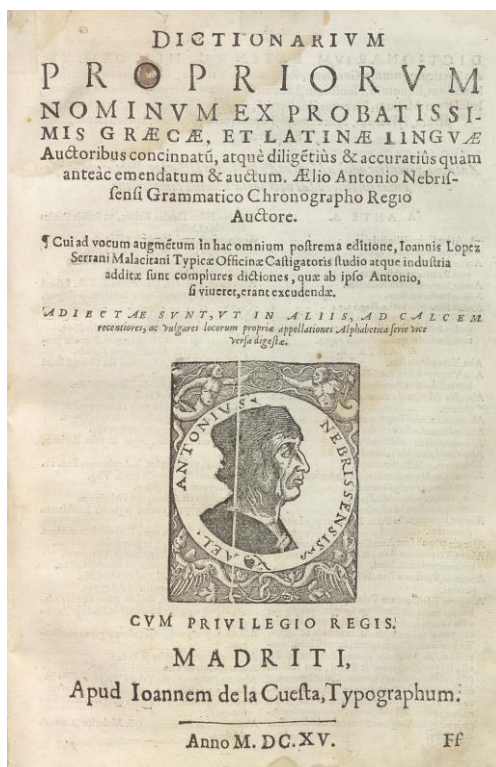 DICTIONARIVM
PROPRIORVM
NOMINVM EX PROBATISSI-
MIS GRÆCÆ, ET LATINÆ LINGVÆ
Auctoribus concinnatũ, atquè diligẽtiùs & accuratiùs quàm
anteàc emendatum & auctum. Ælio Antonio Nebris-
sensi Grammatico Chronographo Regio
Auctore.
¶ Cui ad vocum augmẽtum in hac omnium postrema editione, Ioannis Lopez
Serrani Malacitani Typicæ Officinæ Castigatoris studio atque industria
additæ sunt complures dictiones, quæ ab ipso Antonio,
si viueret, erant excudendæ.
ADIECTAE SVNT, VT IN ALIIS, AD CALCEM
recentiores, ac vulgares locorum propriæ appellationes Alphabetica serie vice
versa digestæ.
AEL. ANTONIVS NEBRISSENSIS
CVM PRIVILEGIO REGIS.
MADRITI,
Apud Ioannem de la Cuesta, Typographum.
Anno M. DC. XV. Ff